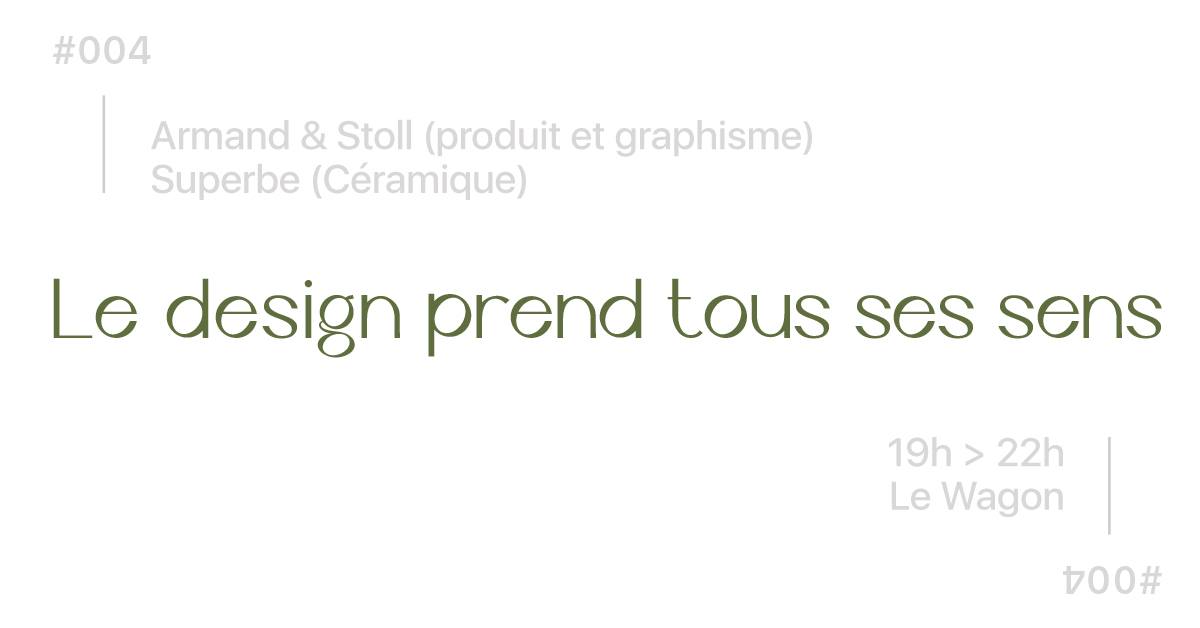 #004
Armand & Stoll (produit et graphisme)
Superbe (Céramique)
Le design prend tous ses sens
19h > 22h
Le Wagon
#004